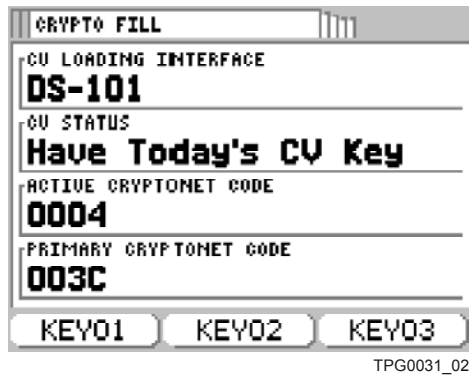 CRYPTO FILL
CV LOADING INTERFACE
DS-101
CV STATUS
Have Today's CV Key
ACTIVE CRYPTONET CODE
0004
PRIMARY CRYPTONET CODE
003C
KEY01 KEY02 KEY03
TPG0031_02